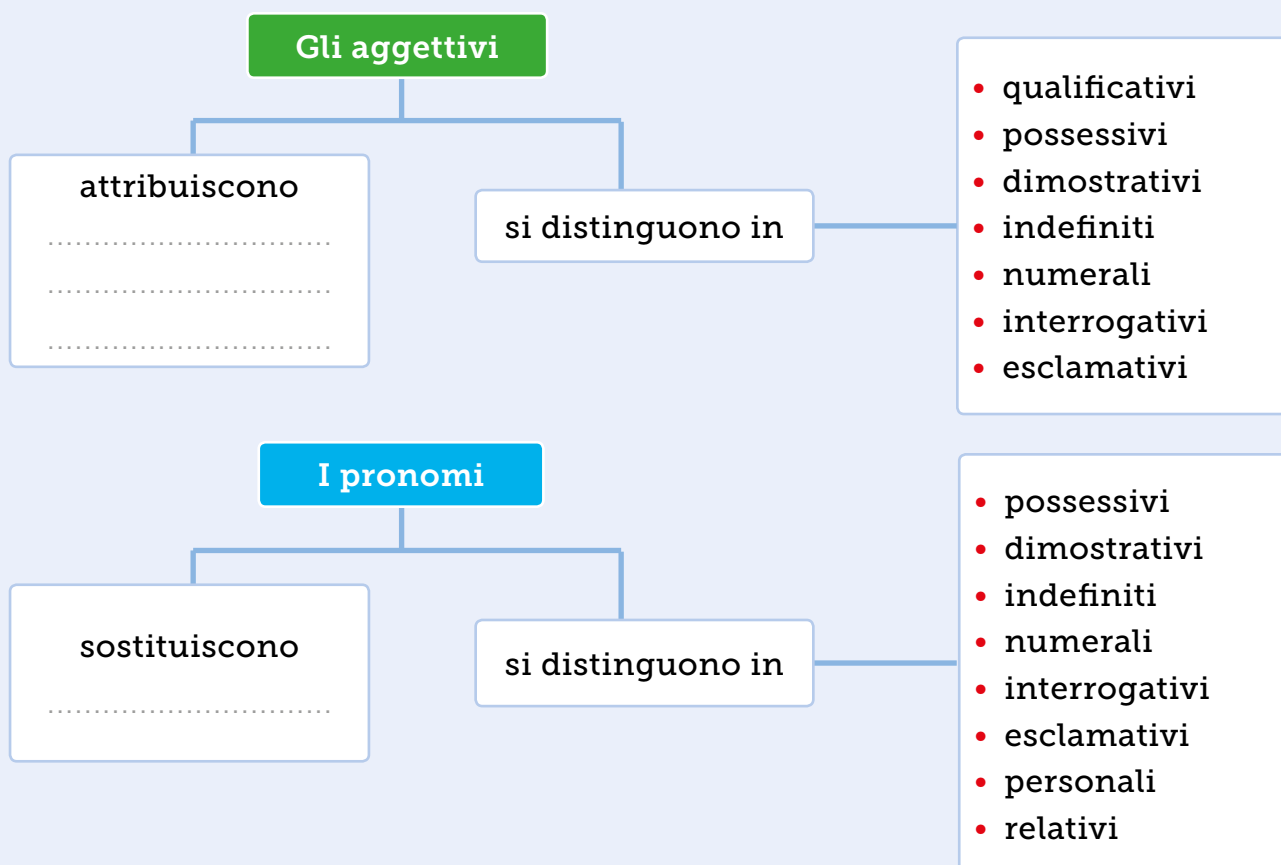 Gli aggettivi
attribuiscono
...............................
...............................
...............................
si distinguono in
• qualificativi
• possessivi
• dimostrativi
• indefiniti
• numerali
• interrogativi
• esclamativi
I pronomi
sostituiscono
...............................
si distinguono in
• possessivi
• dimostrativi
• indefiniti
• numerali
• interrogativi
• esclamativi
• personali
• relativi